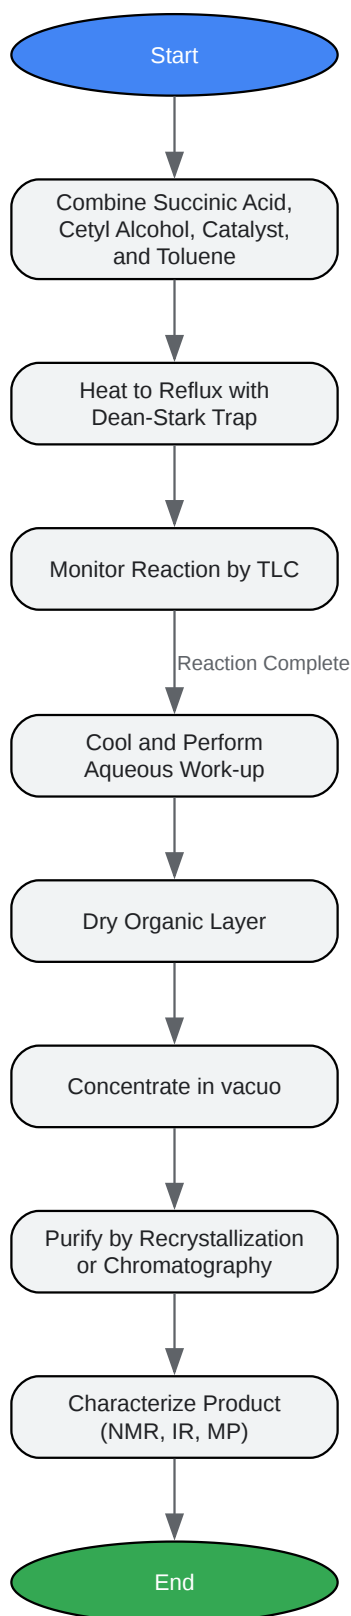 Start
Combine Succinic Acid,
Cetyl Alcohol, Catalyst,
and Toluene
Heat to Reflux with
Dean-Stark Trap
Monitor Reaction by TLC
Reaction Complete
Cool and Perform
Aqueous Work-up
Dry Organic Layer
Concentrate in vacuo
Purify by Recrystallization
or Chromatography
Characterize Product
(NMR, IR, MP)
End